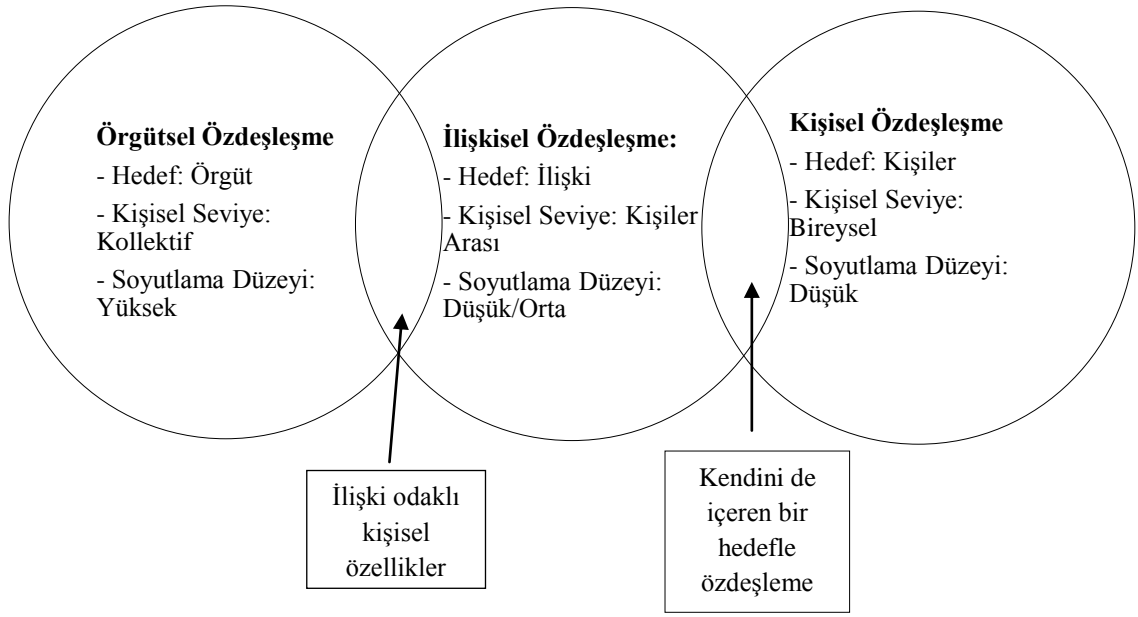 Örgütsel Özdeşleşme
- Hedef: Örgüt
- Kişisel Seviye:
Kollektif
- Soyutlama Düzeyi:
Yüksek
İlişkisel Özdeşleşme:
- Hedef: İlişki
- Kişisel Seviye: Kişiler
Arası
- Soyutlama Düzeyi:
Düşük/Orta
Kişisel Özdeşleşme
- Hedef: Kişiler
- Kişisel Seviye:
Bireysel
- Soyutlama Düzeyi:
Düşük
İlişki odaklı
kişisel
özellikler
Kendini de
içeren bir
hedefle
özdeşleme